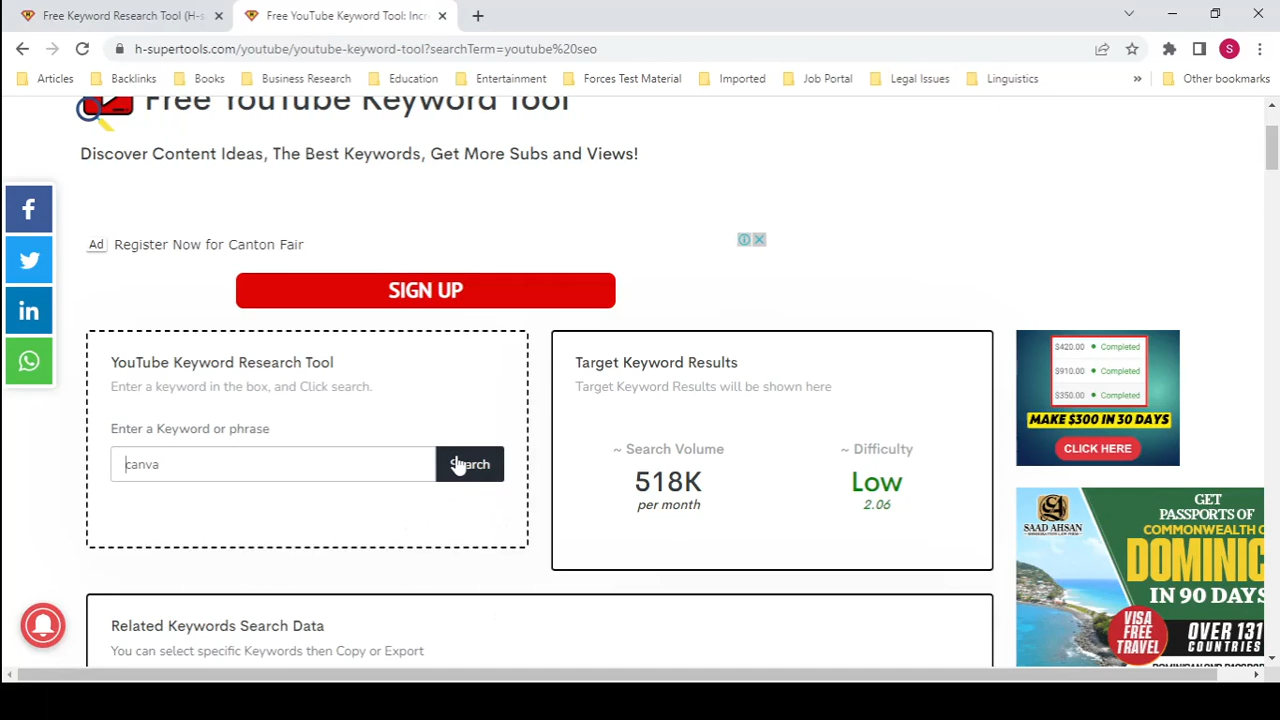 Free Keyword Research Tool (H-s
Free YouTube Keyword Tool: Incr
S
h-supertools.com/youtube/youtube-keyword-tool?searchTerm=youtube%20seo
Articles
Backlinks
Books
Business Research
Education
Entertainment
Forces Test Material
Imported
Job Portal
Legal Issues
Linguistics
»
Other bookmarks
Free YouTube Keyword Tool
Discover Content Ideas, The Best Keywords, Get More Subs and Views!
Ad
Register Now for Canton Fair
SIGN UP
YouTube Keyword Research Tool
Enter a keyword in the box, and Click search.
Enter a Keyword or phrase
canva
Search
Target Keyword Results
Target Keyword Results will be shown here
~ Search Volume
518K
per month
~ Difficulty
Low
2.06
$420.00 Completed
$910.00 Completed
$350.00 Completed
MAKE $300 IN 30 DAYS
CLICK HERE
GET
PASSPORTS OF
COMMONWEALTH O
DOMINIC
IN 90 DAYS
SAAD AHSAN
VISA
FREE
TRAVEL
OVER 131
COUNTRIES
Related Keywords Search Data
You can select specific Keywords then Copy or Export